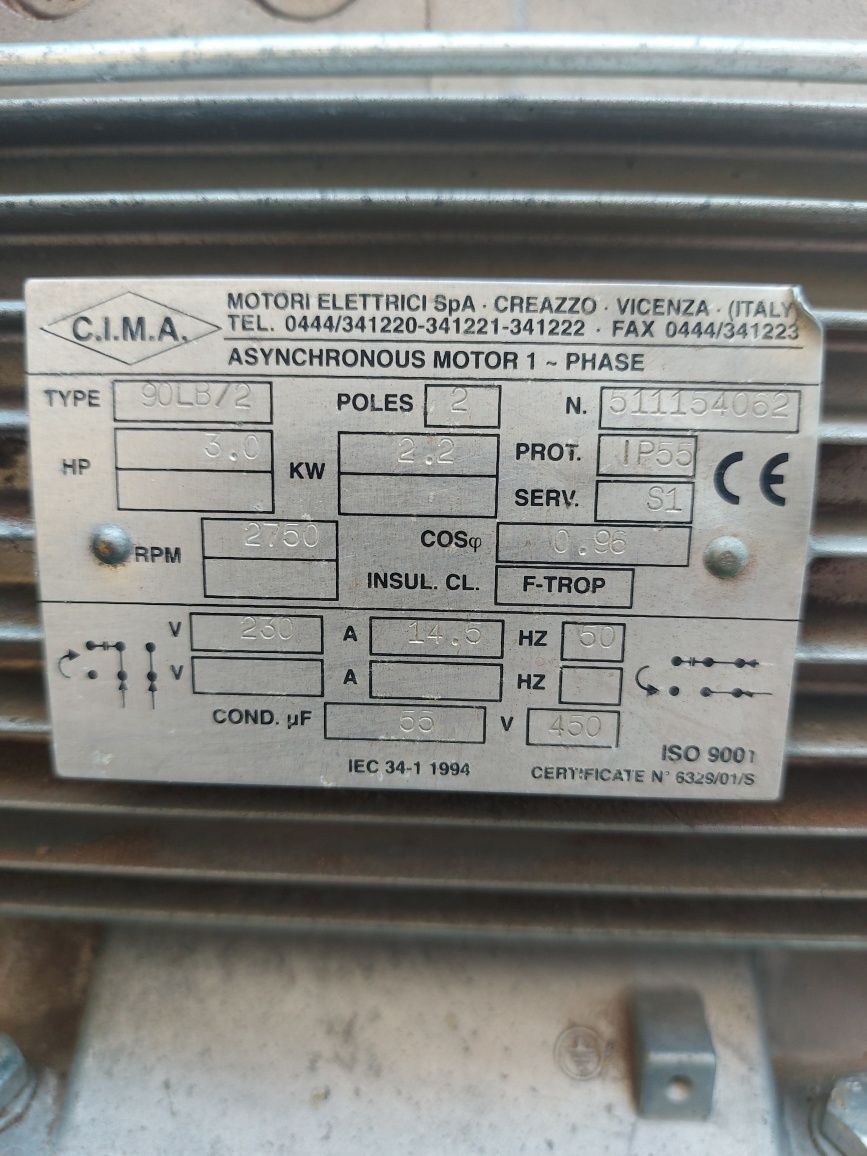 C.I.M.A.
MOTORI ELETTRICI SpA · CREAZZO · VICENZA · (ITALY)
TEL. 0444/341220-341221-341222 · FAX 0444/341223
ASYNCHRONOUS MOTOR 1 ~ PHASE
TYPE 90LB/2 POLES 2 N. 511154062
HP 3.0 KW 2.2 PROT. IP55 CE
SERV. S1
RPM 2750 COSφ 0.96
INSUL. CL. F-TROP
V 230 A 14.5 HZ 50
V A HZ
COND. µF 55 V 450
IEC 34-1 1994
ISO 9001
CERTIFICATE N° 6329/01/S